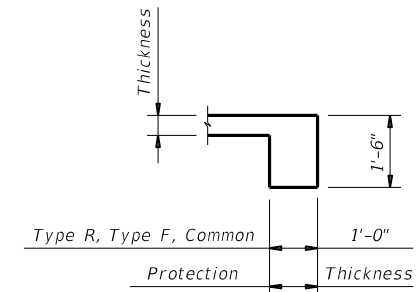 Thickness
1'-6"
Type R, Type F, Common 1'-0"
Protection Thickness